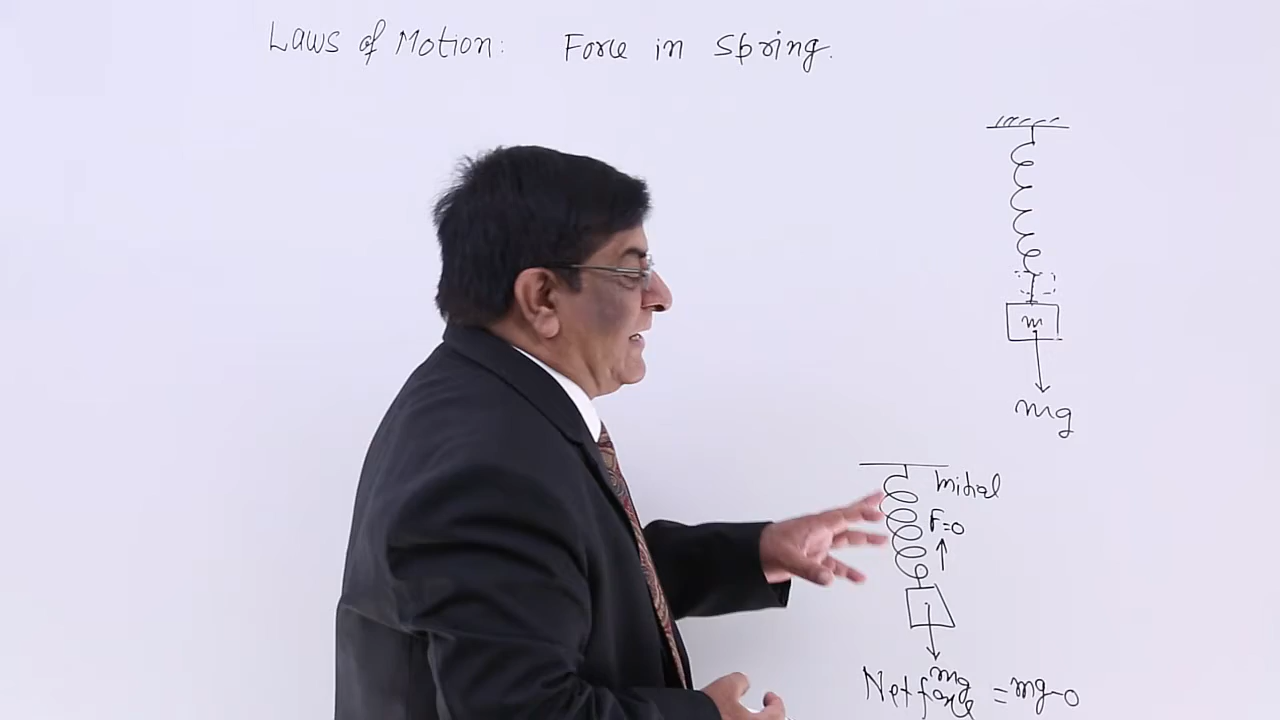 Laws of Motion: Force in Spring.
m
mg
Initial
F=0
mg
Net force = mg-0